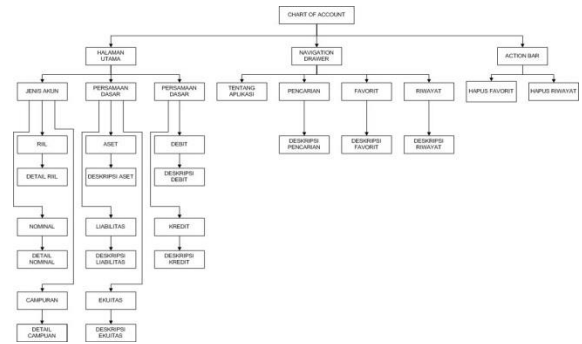 CHART OF ACCOUNT
HALAMAN
UTAMA
NAVIGATION
DRAWER
ACTION BAR
JENIS AKUN
PERSAMAAN
DASAR
PERSAMAAN
DASAR
TENTANG
APLIKASI
PENCARIAN
FAVORIT
RIWAYAT
HAPUS FAVORIT
HAPUS RIWAYAT
RIIL
ASET
DEBIT
DESKRIPSI
PENCARIAN
DESKRIPSI
FAVORIT
DESKRIPSI
RIWAYAT
DETAIL RIIL
DESKRIPSI ASET
DESKRIPSI
DEBIT
NOMINAL
LIABILITAS
KREDIT
DETAIL
NOMINAL
DESKRIPSI
LIABILITAS
DESKRIPSI
KREDIT
CAMPURAN
EKUITAS
DETAIL
CAMPUAN
DESKRIPSI
EKUITAS